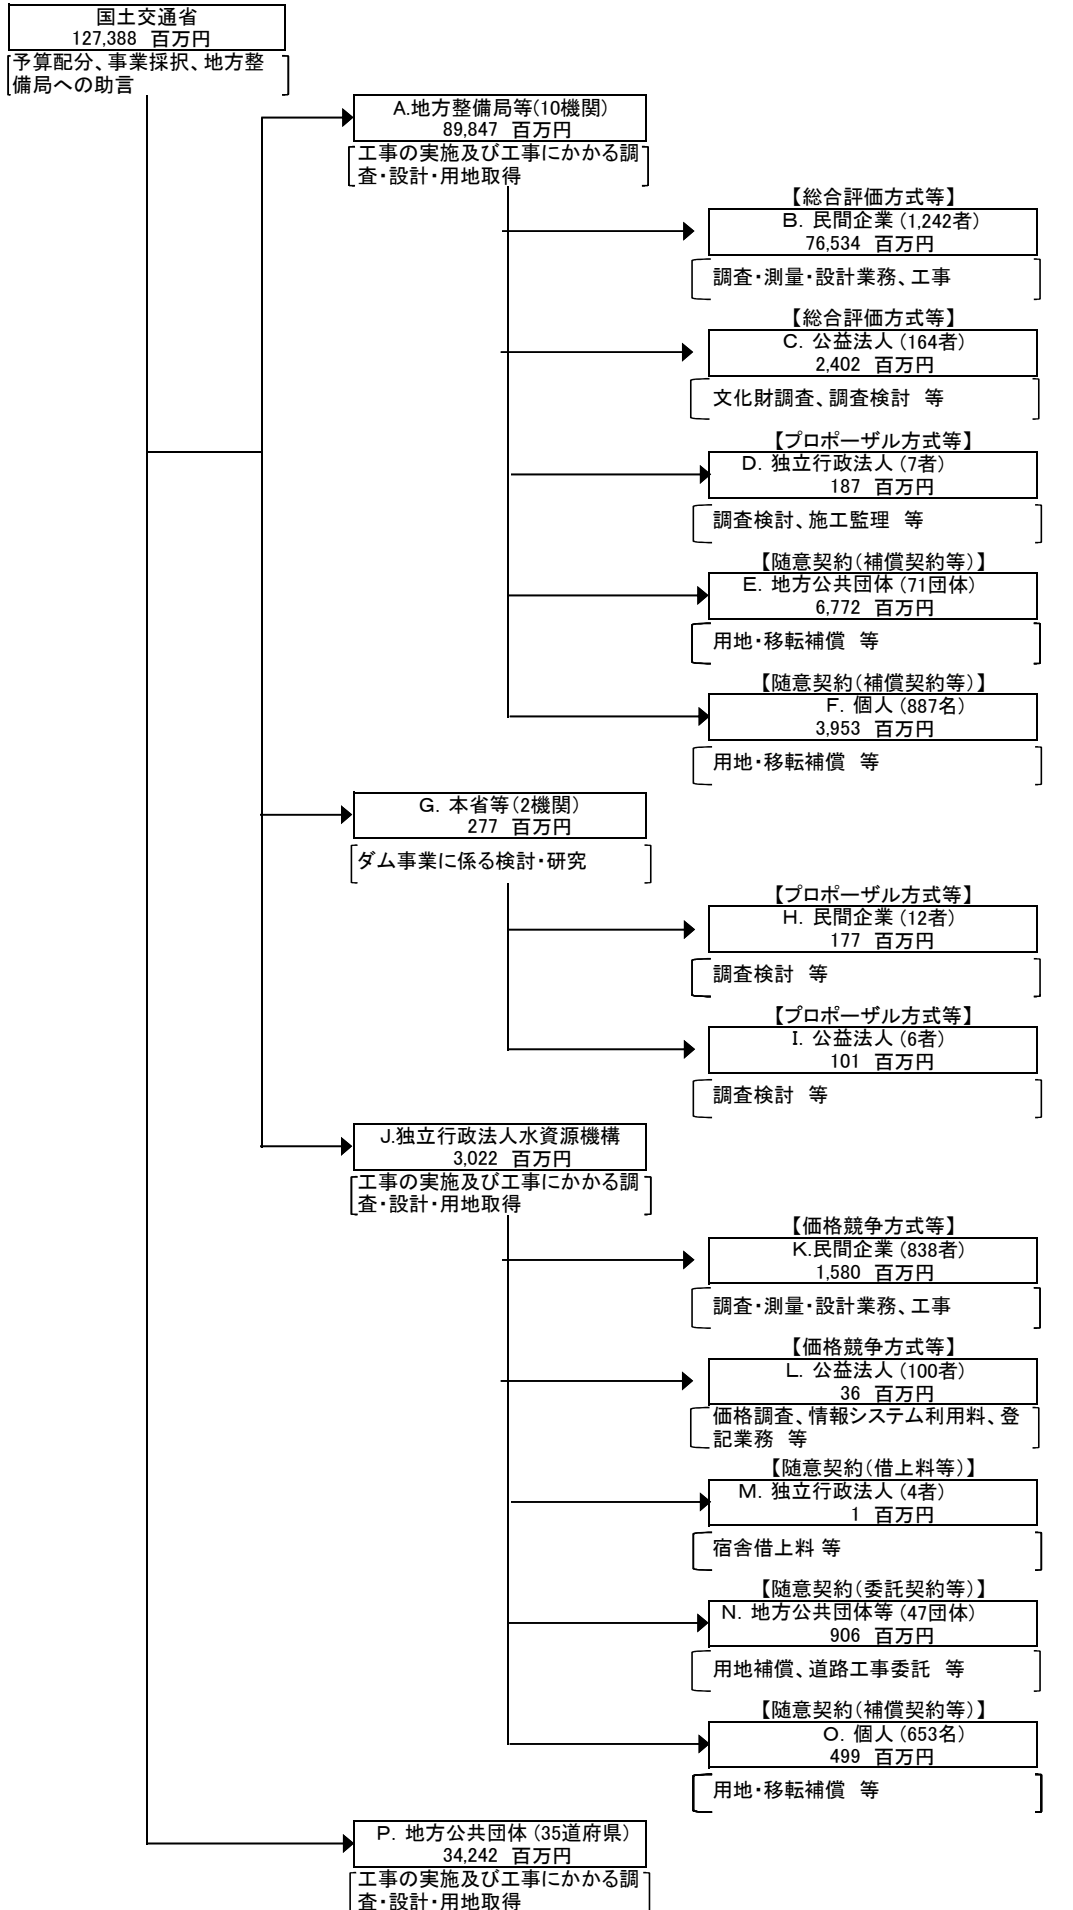 国土交通省
127,388 百万円
予算配分、事業採択、地方整
備局への助言
A.地方整備局等(10機関)
89,847 百万円
工事の実施及び工事にかかる調
査・設計・用地取得
【総合評価方式等】
B. 民間企業(1,242者)
76,534 百万円
調査・測量・設計業務、工事
【総合評価方式等】
C. 公益法人(164者)
2,402 百万円
文化財調査、調査検討 等
【プロポーザル方式等】
D. 独立行政法人(7者)
187 百万円
調査検討、施工監理 等
【随意契約(補償契約等)】
E. 地方公共団体(71団体)
6,772 百万円
用地・移転補償 等
【随意契約(補償契約等)】
F. 個人(887名)
3,953 百万円
用地・移転補償 等
G. 本省等(2機関)
277 百万円
ダム事業に係る検討・研究
【プロポーザル方式等】
H. 民間企業(12者)
177 百万円
調査検討 等
【プロポーザル方式等】
I. 公益法人(6者)
101 百万円
調査検討 等
J.独立行政法人水資源機構
3,022 百万円
工事の実施及び工事にかかる調
査・設計・用地取得
【価格競争方式等】
K.民間企業(838者)
1,580 百万円
調査・測量・設計業務、工事
【価格競争方式等】
L. 公益法人(100者)
36 百万円
価格調査、情報システム利用料、登
記業務 等
【随意契約(借上料等)】
M. 独立行政法人(4者)
1 百万円
宿舎借上料 等
【随意契約(委託契約等)】
N. 地方公共団体等(47団体)
906 百万円
用地補償、道路工事委託 等
【随意契約(補償契約等)】
O. 個人(653名)
499 百万円
用地・移転補償 等
P. 地方公共団体(35道府県)
34,242 百万円
工事の実施及び工事にかかる調
査・設計・用地取得